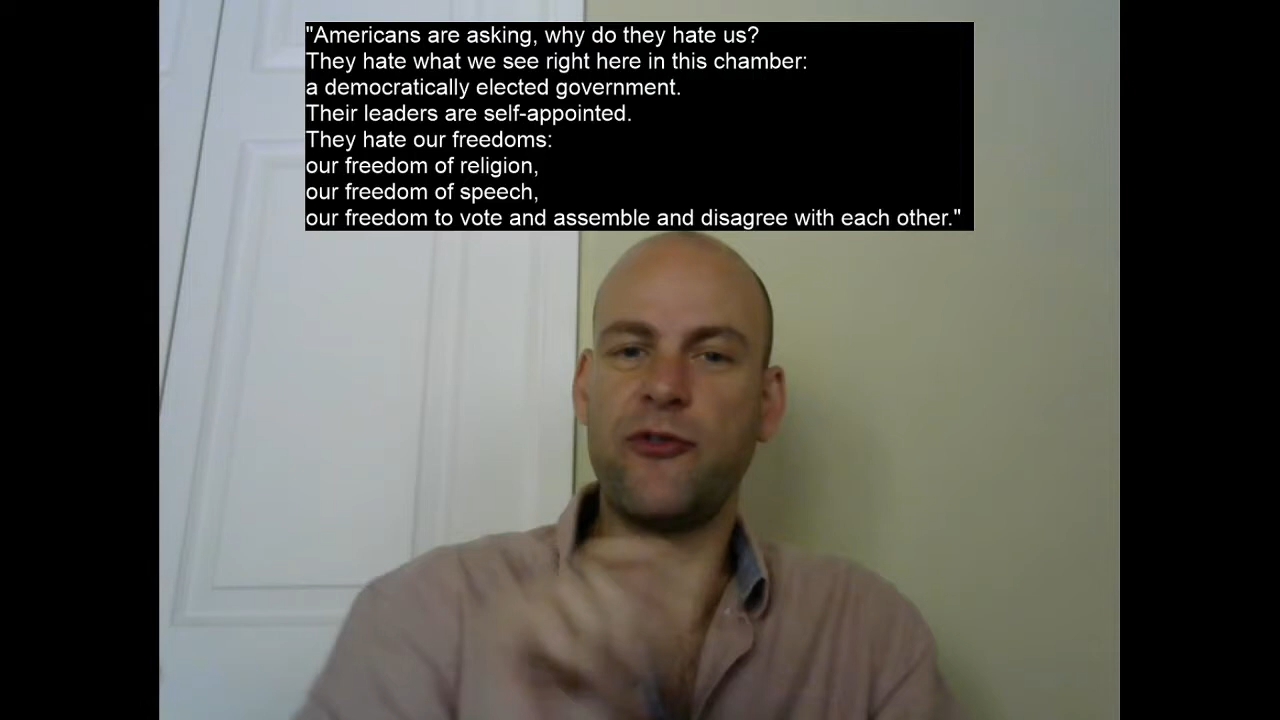 "Americans are asking, why do they hate us?
They hate what we see right here in this chamber:
a democratically elected government.
Their leaders are self-appointed.
They hate our freedoms:
our freedom of religion,
our freedom of speech,
our freedom to vote and assemble and disagree with each other."